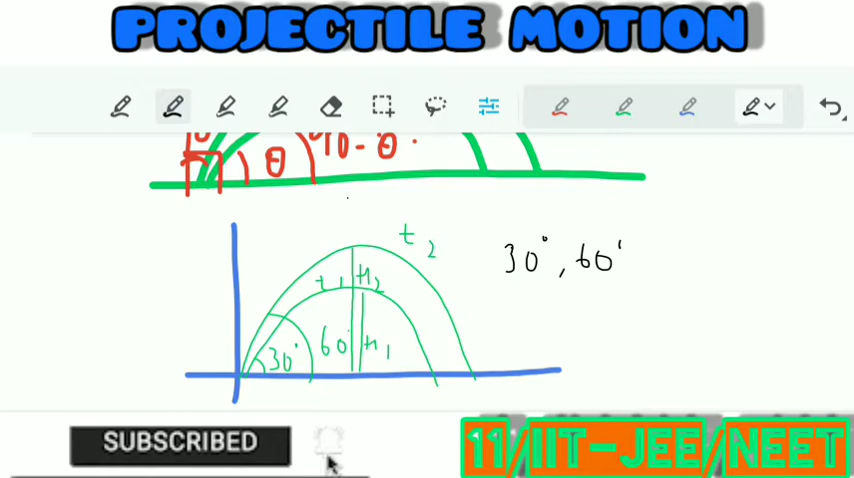 PROJECTILE MOTION
θ
90 - θ
t2
30°, 60°
t1
H2
30°
60°
H1
SUBSCRIBED
11/IIT-JEE/NEET